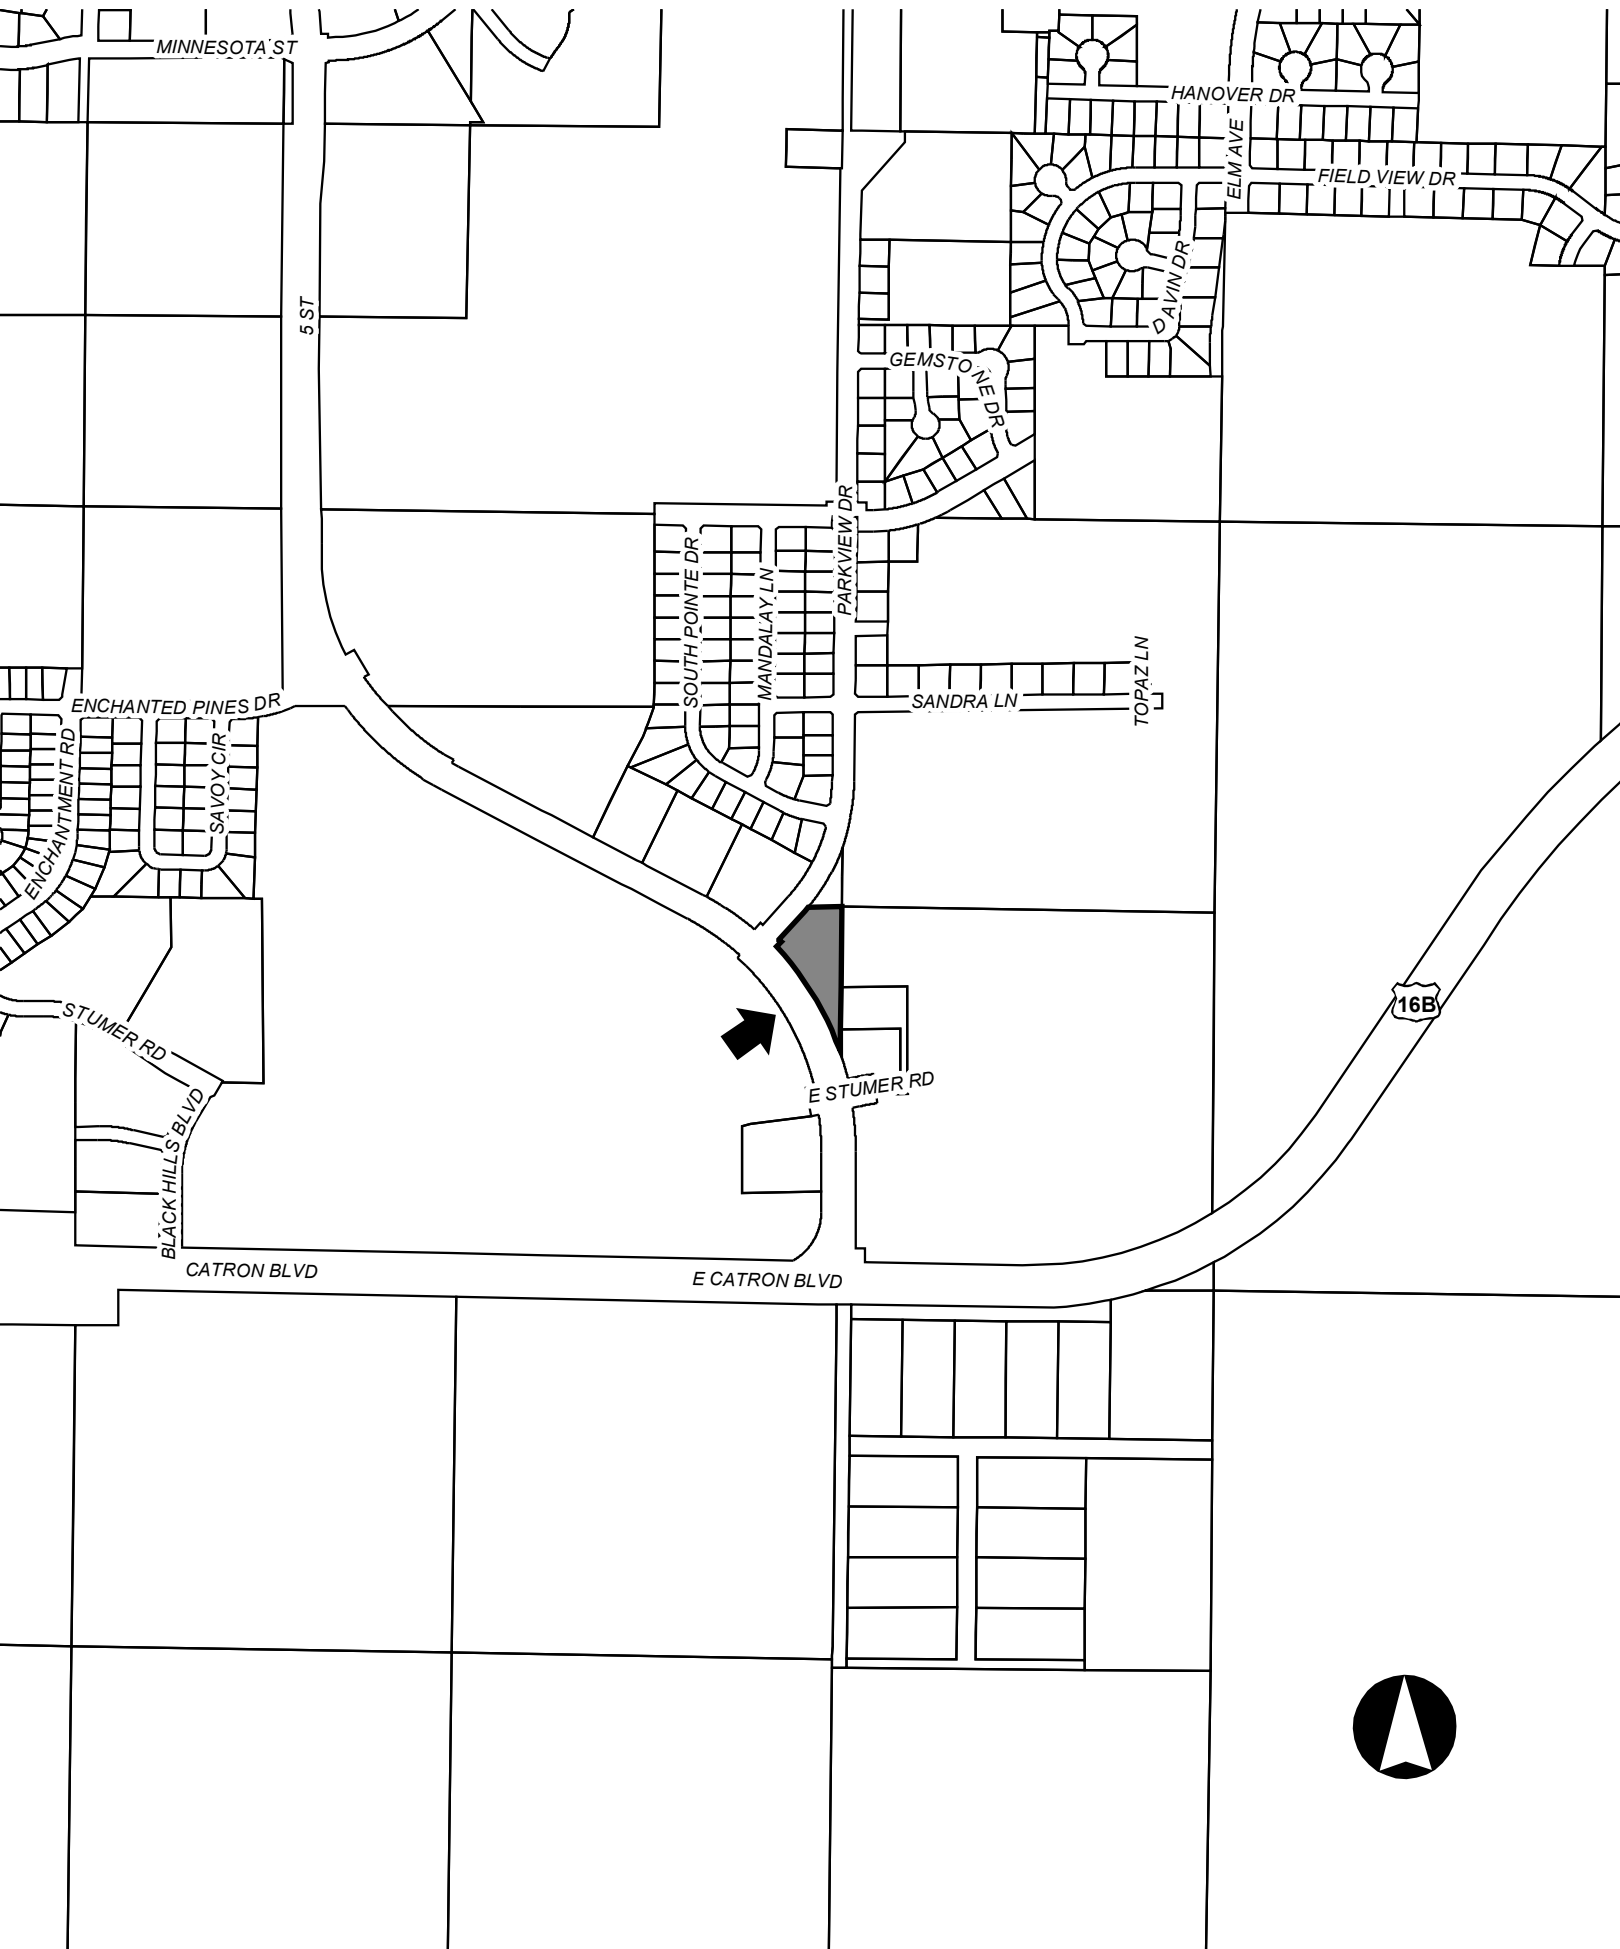 MINNESOTA ST
HANOVER DR
ELM AVE
FIELD VIEW DR
DAVIN DR
5 ST
GEMSTONE DR
PARKVIEW DR
SOUTH POINTE DR
MANDALAY LN
TOPAZ LN
SANDRA LN
ENCHANTED PINES DR
ENCHANTMENT RD
SAVOY CIR
16B
STUMER RD
E STUMER RD
BLACK HILLS BLVD
CATRON BLVD
E CATRON BLVD